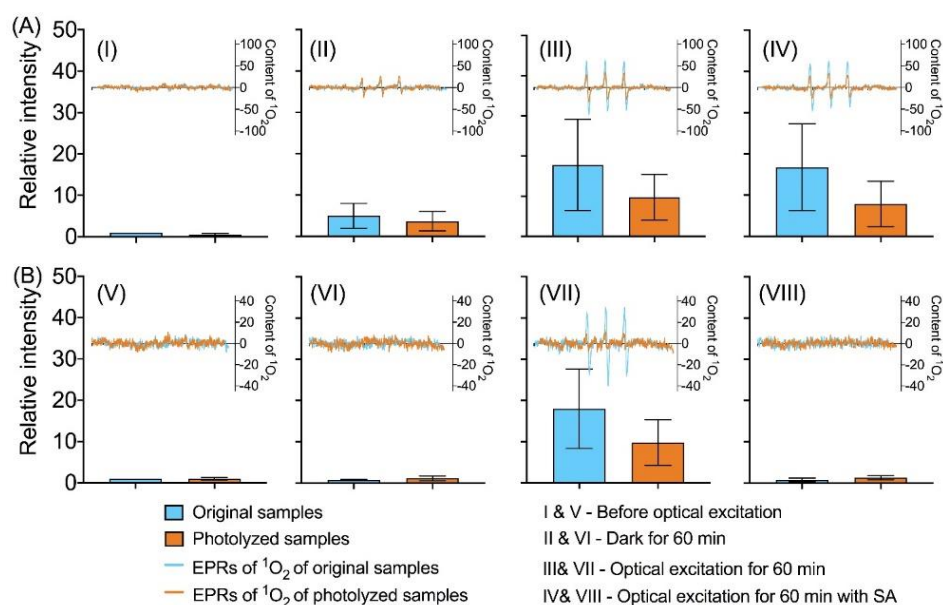 (A)
50
40
30
20
10
0
Relative intensity
(I)
100
50
0
-50
-100
Content of ¹O₂
(II)
100
50
0
-50
-100
Content of ¹O₂
(III)
100
50
0
-50
-100
Content of ¹O₂
(IV)
100
50
0
-50
-100
Content of ¹O₂
(B)
50
40
30
20
10
0
Relative intensity
(V)
40
20
0
-20
-40
Content of ¹O₂
(VI)
40
20
0
-20
-40
Content of ¹O₂
(VII)
40
20
0
-20
-40
Content of ¹O₂
(VIII)
40
20
0
-20
-40
Content of ¹O₂
Original samples
Photolyzed samples
EPRs of ¹O₂ of original samples
EPRs of ¹O₂ of photolyzed samples
I & V - Before optical excitation
II & VI - Dark for 60 min
III& VII - Optical excitation for 60 min
IV& VIII - Optical excitation for 60 min with SA